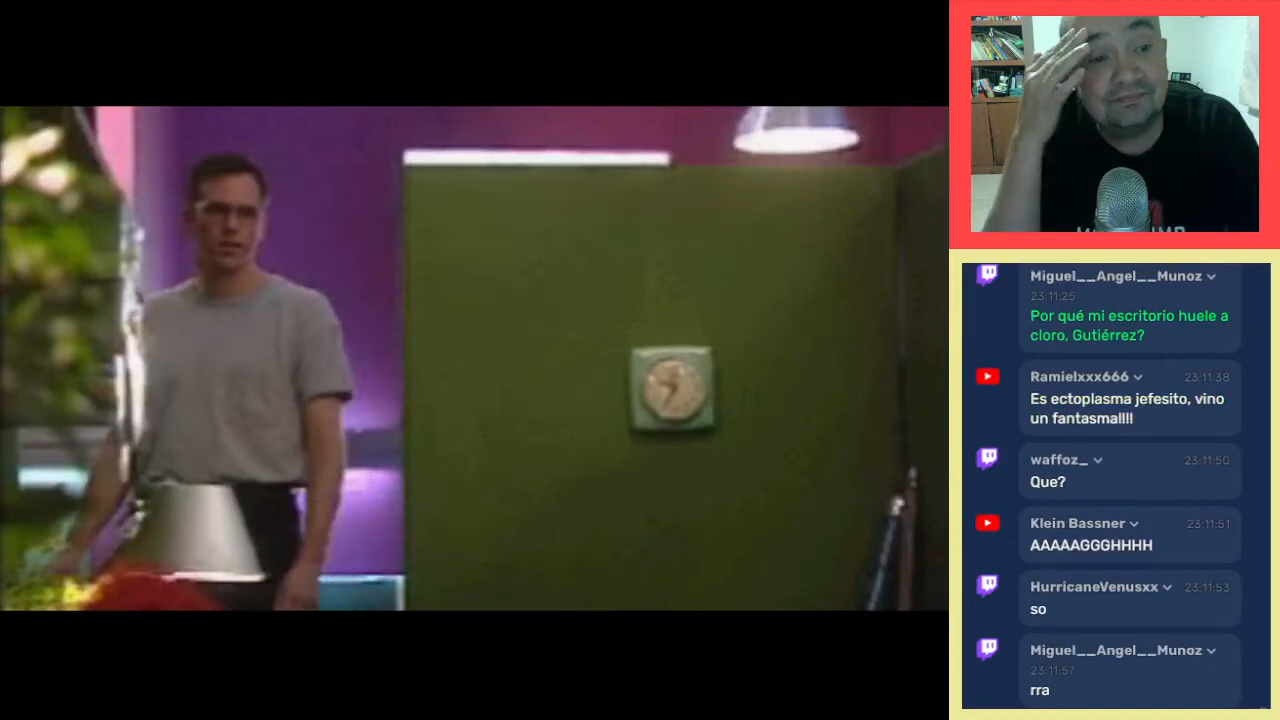 Miguel__Angel__Munoz
23:11:25
Por qué mi escritorio huele a
cloro, Gutiérrez?
Ramielxxx666 23:11:38
Es ectoplasma jefesito, vino
un fantasmallll
waffoz_ 23:11:50
Que?
Klein Bassner 23:11:51
AAAAAGGGHHHH
HurricaneVenusxx 23:11:53
so
Miguel__Angel__Munoz
23:11:57
rra